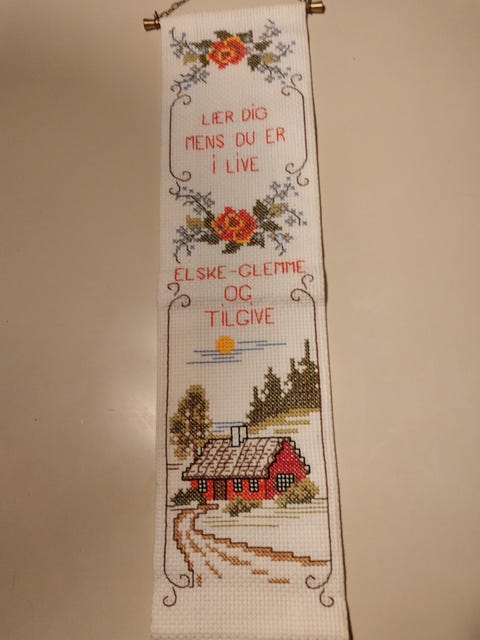 LÆR DiG
MENS DU ER
i LiVE
ELSKE-GLEMME
OG
TiLGiVE